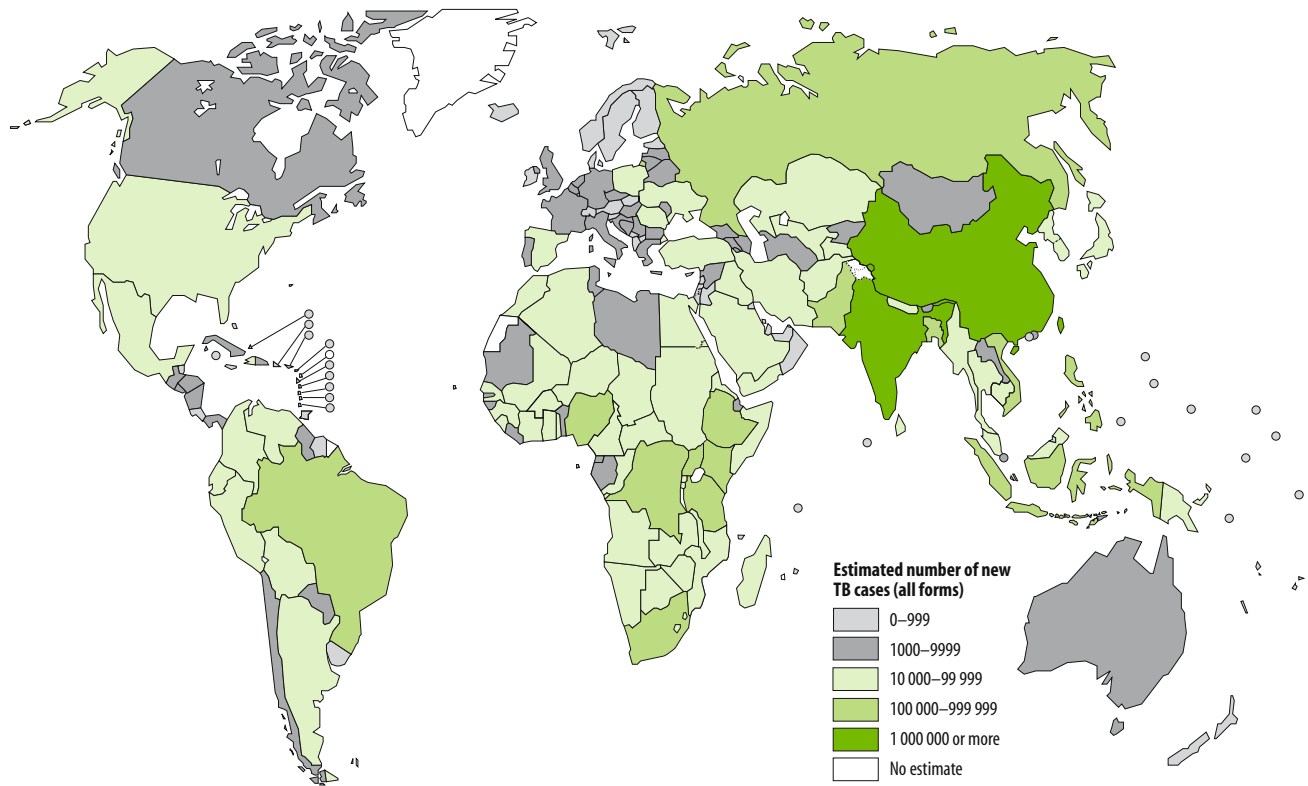 Estimated number of new
TB cases (all forms)
0–999
1000–9999
10 000–99 999
100 000–999 999
1 000 000 or more
No estimate